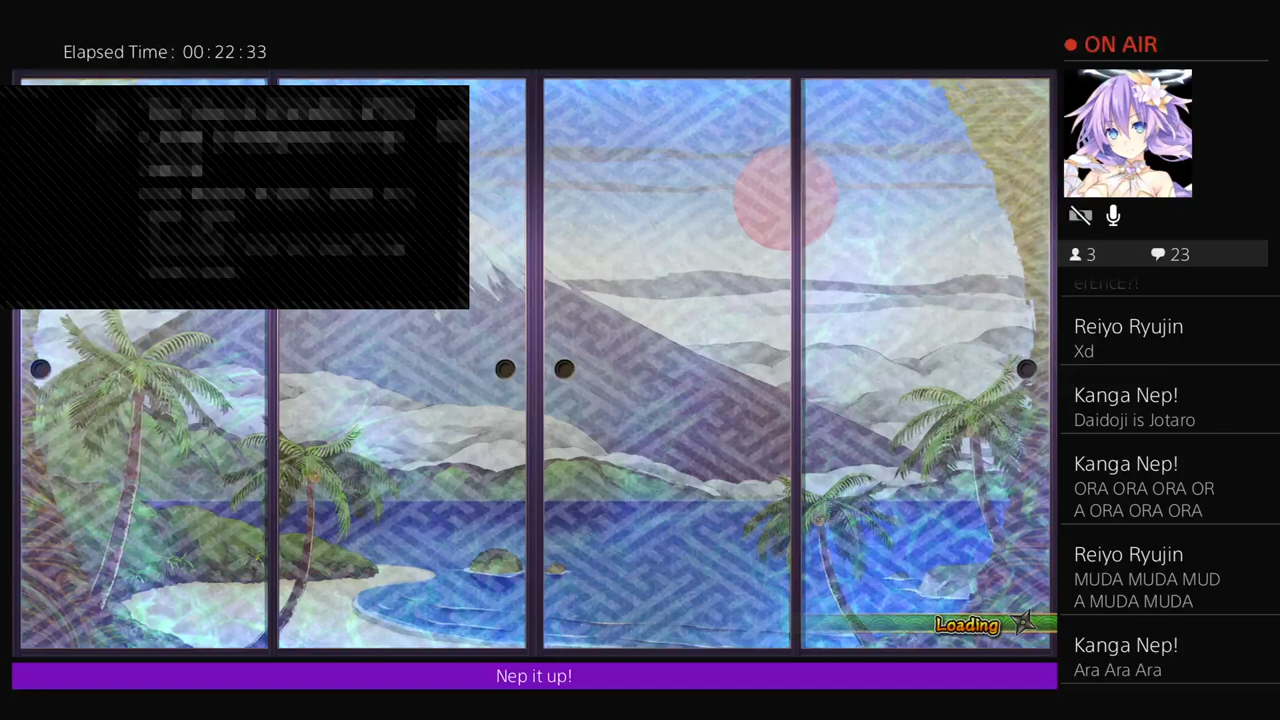 Elapsed Time: 00:22:33
ON AIR
3
23
erEncE?!
Reiyo Ryujin
Xd
Kanga Nep!
Daidoji is Jotaro
Kanga Nep!
ORA ORA ORA OR
A ORA ORA ORA
Reiyo Ryujin
MUDA MUDA MUD
A MUDA MUDA
Loading
Kanga Nep!
Ara Ara Ara
Nep it up!